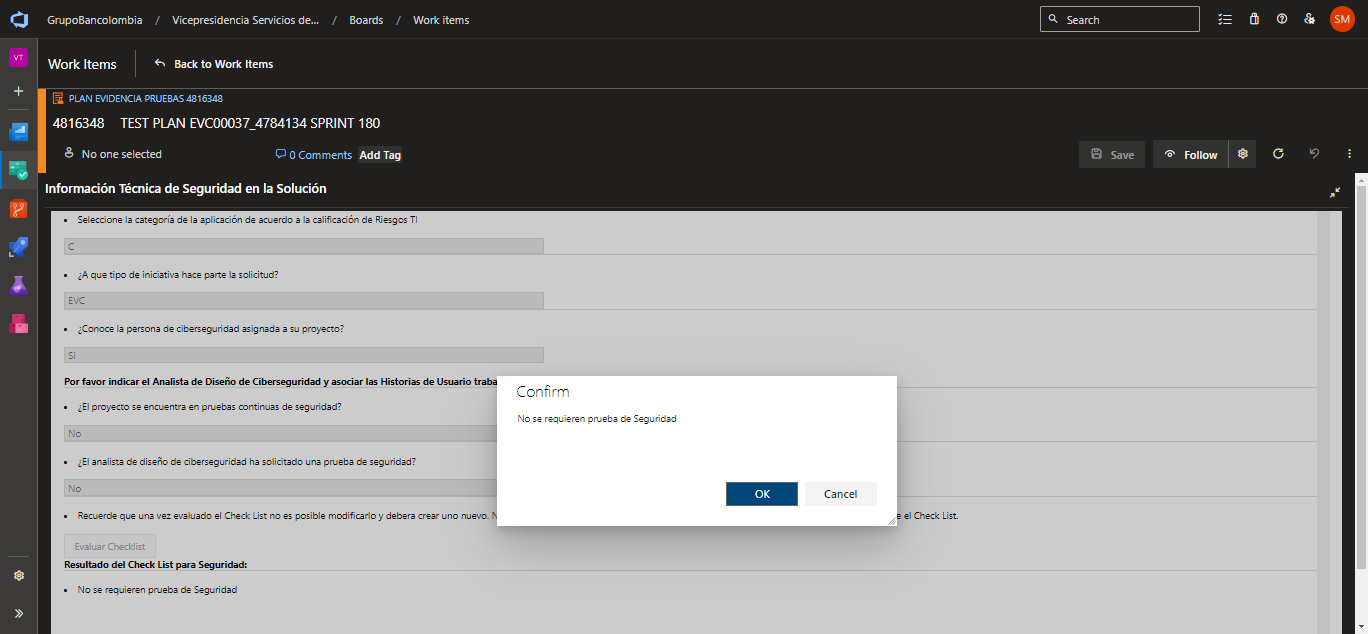 GrupoBancolombia / Vicepresidencia Servicios de... / Boards / Work items
Search
SM
VT
Work Items
Back to Work Items
PLAN EVIDENCIA PRUEBAS 4816348
4816348 TEST PLAN EVC00037_4784134 SPRINT 180
No one selected
0 Comments
Add Tag
Save
Follow
Información Técnica de Seguridad en la Solución
• Seleccione la categoría de la aplicación de acuerdo a la calificación de Riesgos TI
C
• ¿A que tipo de iniciativa hace parte la solicitud?
EVC
• ¿Conoce la persona de ciberseguridad asignada a su proyecto?
Si
Por favor indicar el Analista de Diseño de Ciberseguridad y asociar las Historias de Usuario traba
• ¿El proyecto se encuentra en pruebas continuas de seguridad?
No
• ¿El analista de diseño de ciberseguridad ha solicitado una prueba de seguridad?
No
• Recuerde que una vez evaluado el Check List no es posible modificarlo y debera crear uno nuevo. N
e el Check List.
Evaluar Checklist
Resultado del Check List para Seguridad:
• No se requieren prueba de Seguridad
Confirm
No se requieren prueba de Seguridad
OK
Cancel